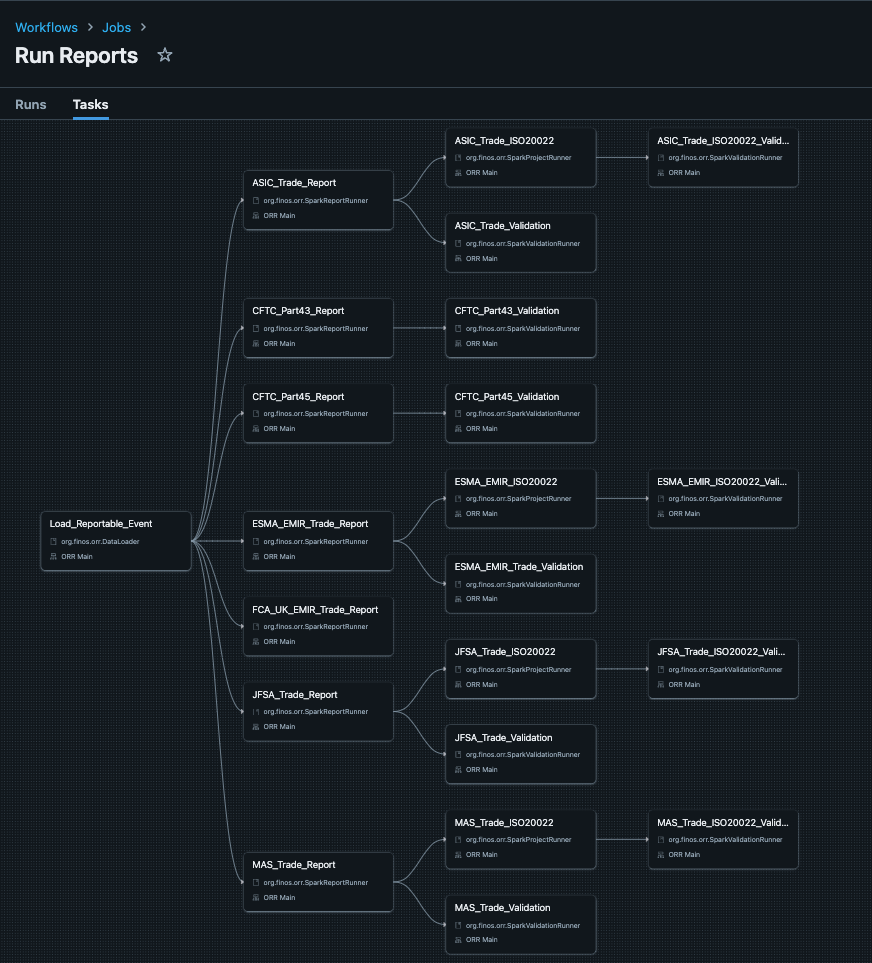 Workflows > Jobs >
Run Reports
Runs Tasks
ASIC_Trade_ISO20022
org.finos.orr.SparkProjectRunner
ORR Main
ASIC_Trade_ISO20022_Valid...
org.finos.orr.SparkValidationRunner
ORR Main
ASIC_Trade_Report
org.finos.orr.SparkReportRunner
ORR Main
ASIC_Trade_Validation
org.finos.orr.SparkValidationRunner
ORR Main
CFTC_Part43_Report
org.finos.orr.SparkReportRunner
ORR Main
CFTC_Part43_Validation
org.finos.orr.SparkValidationRunner
ORR Main
CFTC_Part45_Report
org.finos.orr.SparkReportRunner
ORR Main
CFTC_Part45_Validation
org.finos.orr.SparkValidationRunner
ORR Main
ESMA_EMIR_ISO20022
org.finos.orr.SparkProjectRunner
ORR Main
ESMA_EMIR_ISO20022_Vali...
org.finos.orr.SparkValidationRunner
ORR Main
Load_Reportable_Event
org.finos.orr.DataLoader
ORR Main
ESMA_EMIR_Trade_Report
org.finos.orr.SparkReportRunner
ORR Main
ESMA_EMIR_Trade_Validation
org.finos.orr.SparkValidationRunner
ORR Main
FCA_UK_EMIR_Trade_Report
org.finos.orr.SparkReportRunner
ORR Main
JFSA_Trade_ISO20022
org.finos.orr.SparkProjectRunner
ORR Main
JFSA_Trade_ISO20022_Vali...
org.finos.orr.SparkValidationRunner
ORR Main
JFSA_Trade_Report
org.finos.orr.SparkReportRunner
ORR Main
JFSA_Trade_Validation
org.finos.orr.SparkValidationRunner
ORR Main
MAS_Trade_ISO20022
org.finos.orr.SparkProjectRunner
ORR Main
MAS_Trade_ISO20022_Valid...
org.finos.orr.SparkValidationRunner
ORR Main
MAS_Trade_Report
org.finos.orr.SparkReportRunner
ORR Main
MAS_Trade_Validation
org.finos.orr.SparkValidationRunner
ORR Main